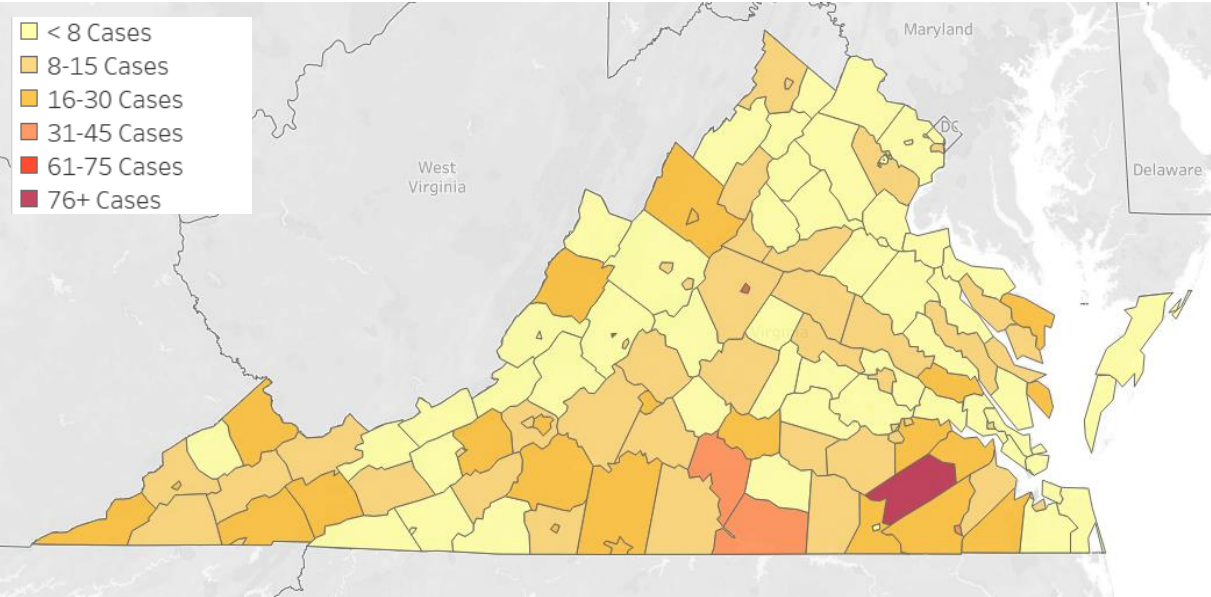 < 8 Cases
8-15 Cases
16-30 Cases
31-45 Cases
61-75 Cases
76+ Cases
Maryland
DC
West
Virginia
Delaware
Virginia